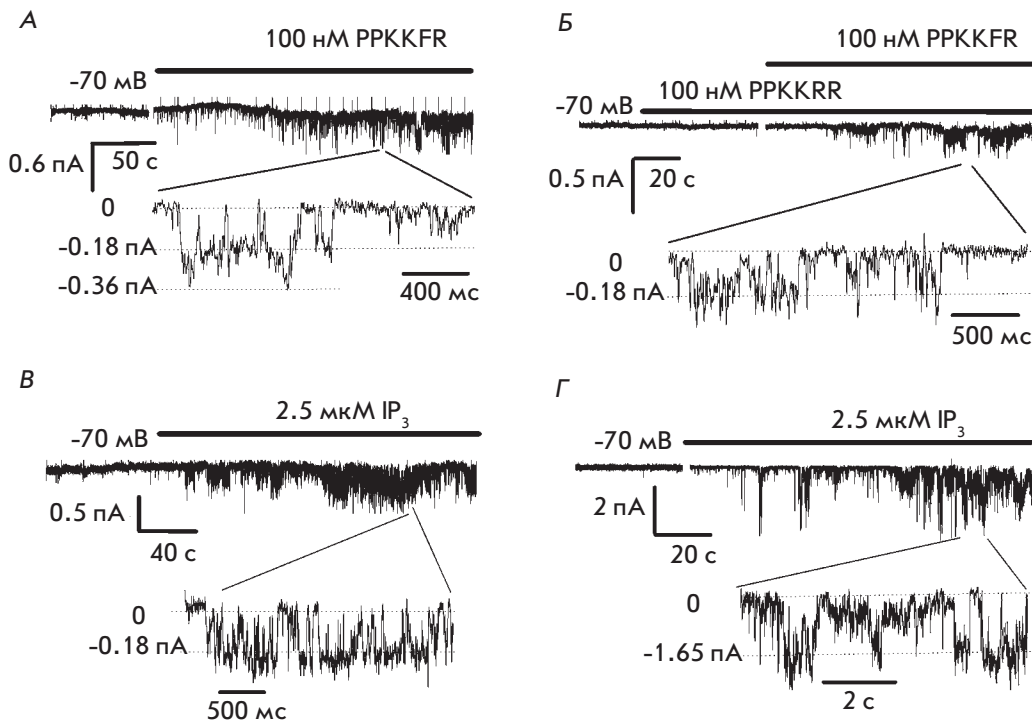 А
100 нМ PPKKFR
-70 мВ
0.6 пА
50 с
0
-0.18 пА
-0.36 пА
400 мс
Б
100 нМ PPKKFR
100 нМ PPKKRR
-70 мВ
0.5 пА
20 с
0
-0.18 пА
500 мс
В
2.5 мкМ IP₃
-70 мВ
0.5 пА
40 с
0
-0.18 пА
500 мс
Г
2.5 мкМ IP₃
-70 мВ
2 пА
20 с
0
-1.65 пА
2 с